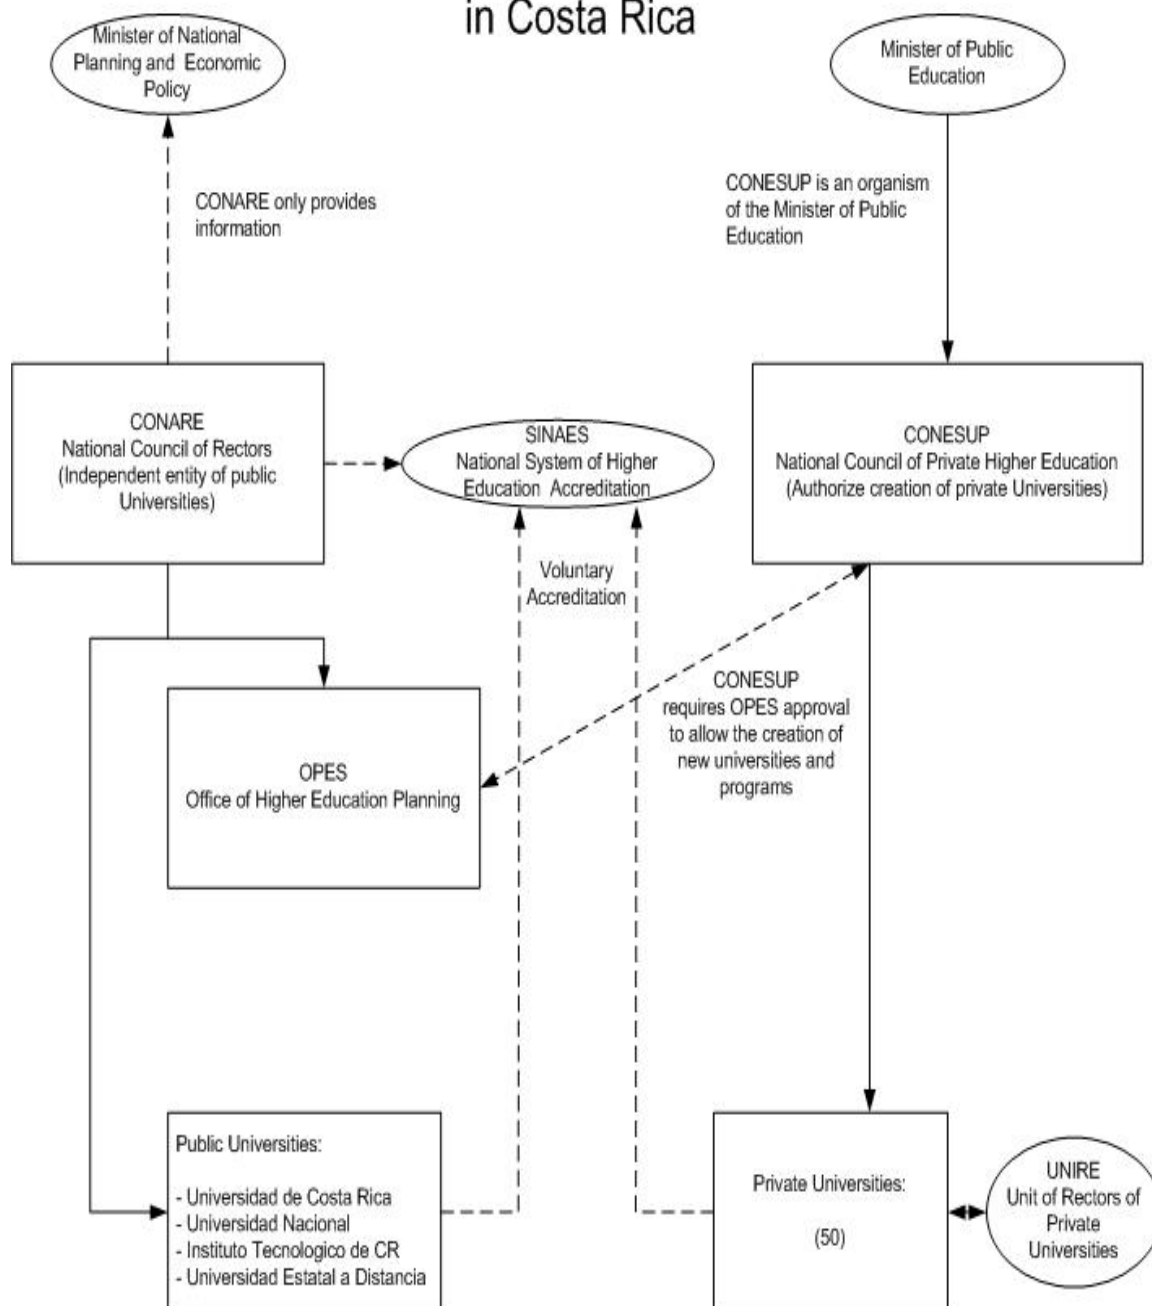 in Costa Rica
Minister of National
Planning and Economic
Policy
Minister of Public
Education
CONARE only provides
information
CONESUP is an organism
of the Minister of Public
Education
CONARE
National Council of Rectors
(Independent entity of public
Universities)
SINAES
National System of Higher
Education Accreditation
CONESUP
National Council of Private Higher Education
(Authorize creation of private Universities)
Voluntary
Accreditation
CONESUP
requires OPES approval
to allow the creation of
new universities and
programs
OPES
Office of Higher Education Planning
Public Universities:
- Universidad de Costa Rica
- Universidad Nacional
- Instituto Tecnologico de CR
- Universidad Estatal a Distancia
Private Universities:
(50)
UNIRE
Unit of Rectors of
Private
Universities